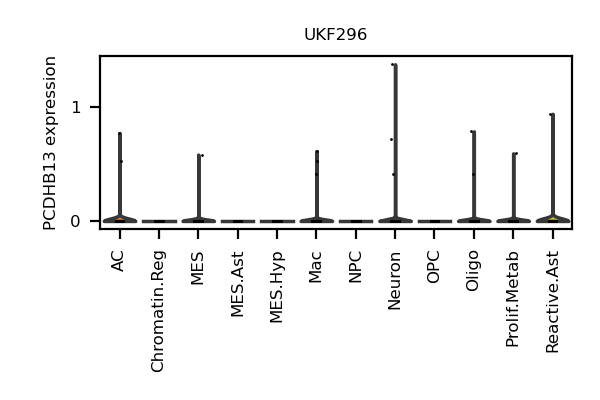 UKF296
PCDHB13 expression
1
0
AC
Chromatin.Reg
MES
MES.Ast
MES.Hyp
Mac
NPC
Neuron
OPC
Oligo
Prolif.Metab
Reactive.Ast